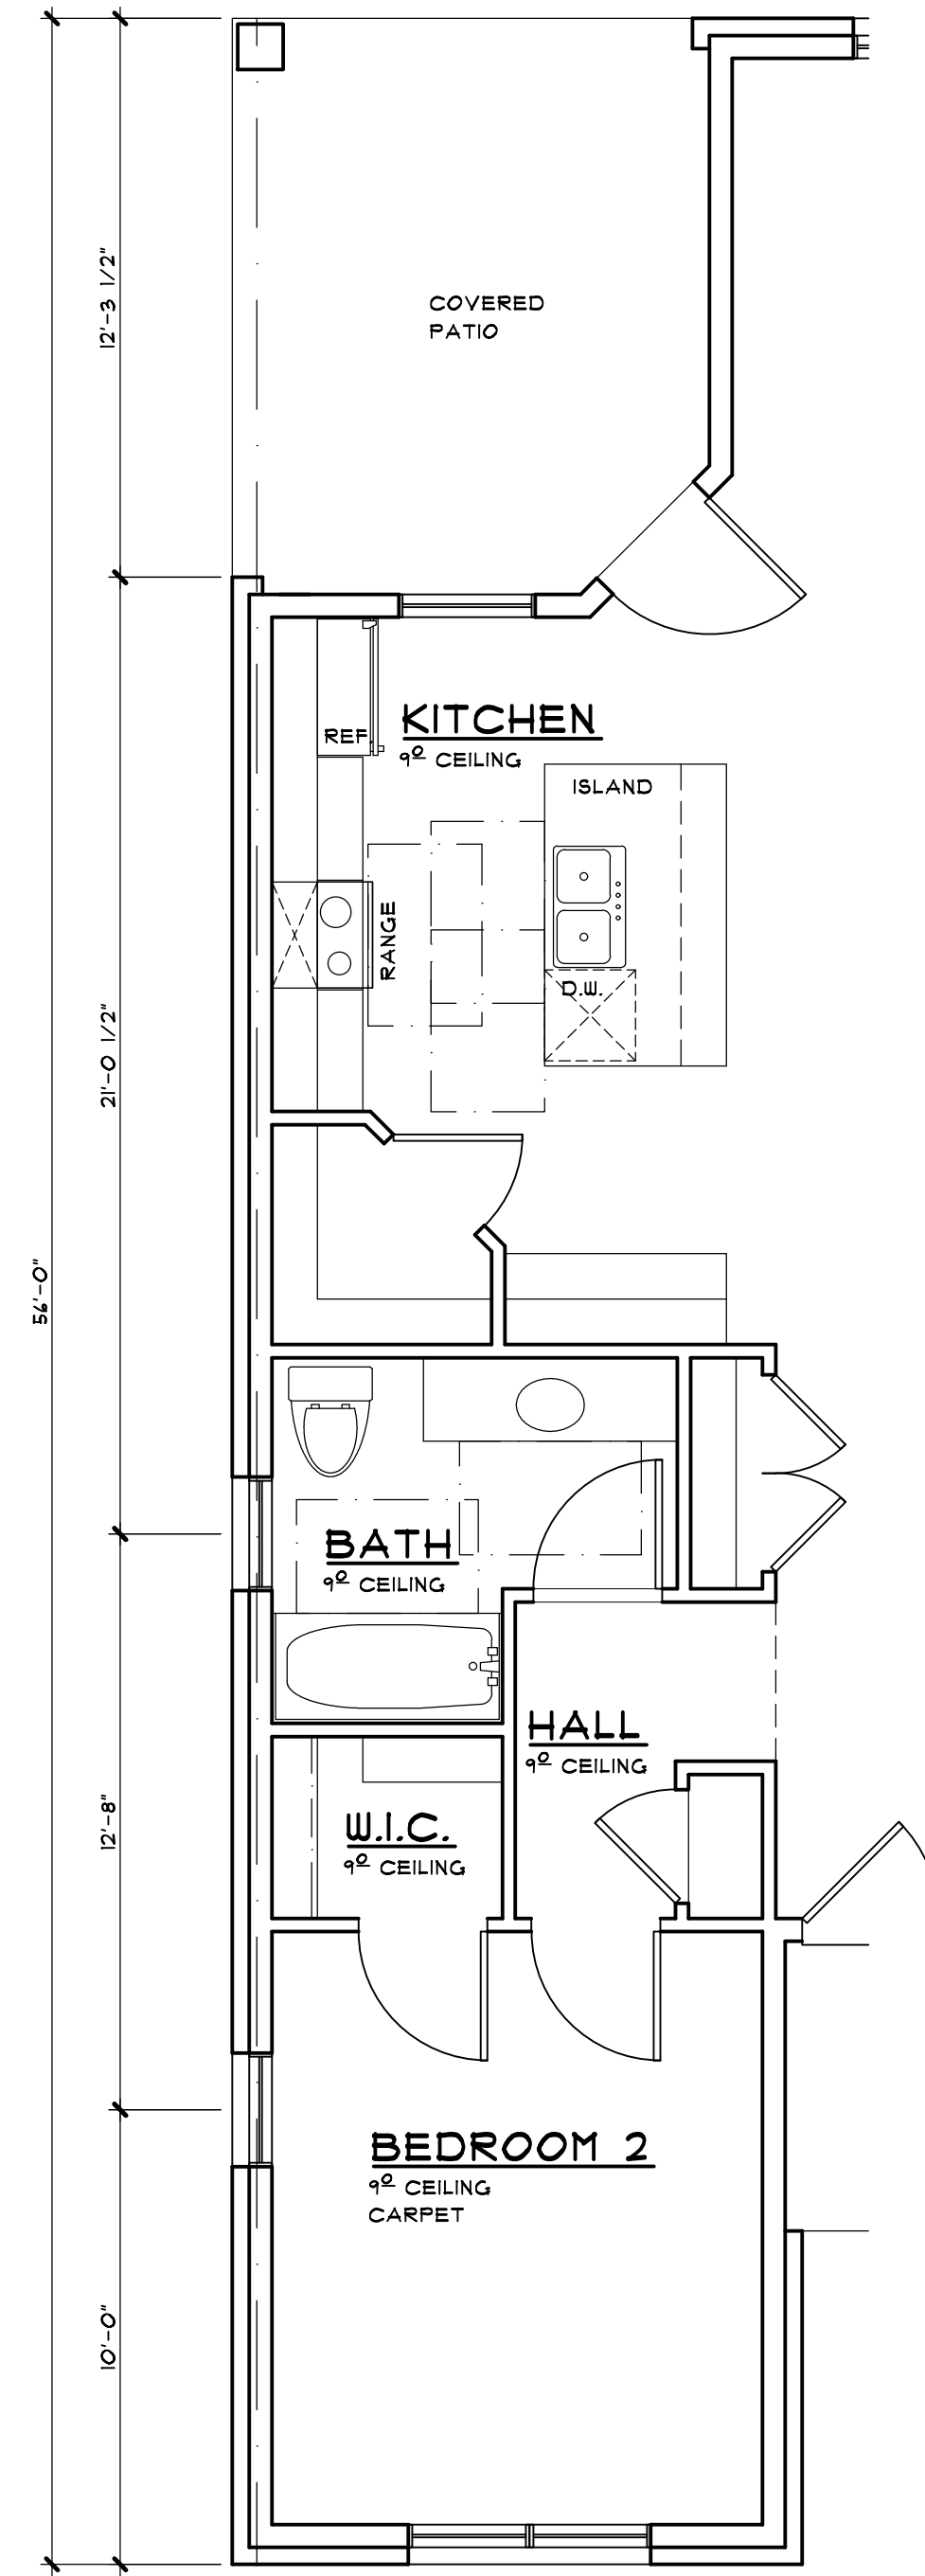 12'-3 1/2"
COVERED
PATIO
KITCHEN
9⁰ CEILING
REF
ISLAND
RANGE
D.W.
21'-0 1/2"
56'-0"
BATH
9⁰ CEILING
HALL
9⁰ CEILING
12'-8"
W.I.C.
9⁰ CEILING
BEDROOM 2
9⁰ CEILING
CARPET
10'-0"